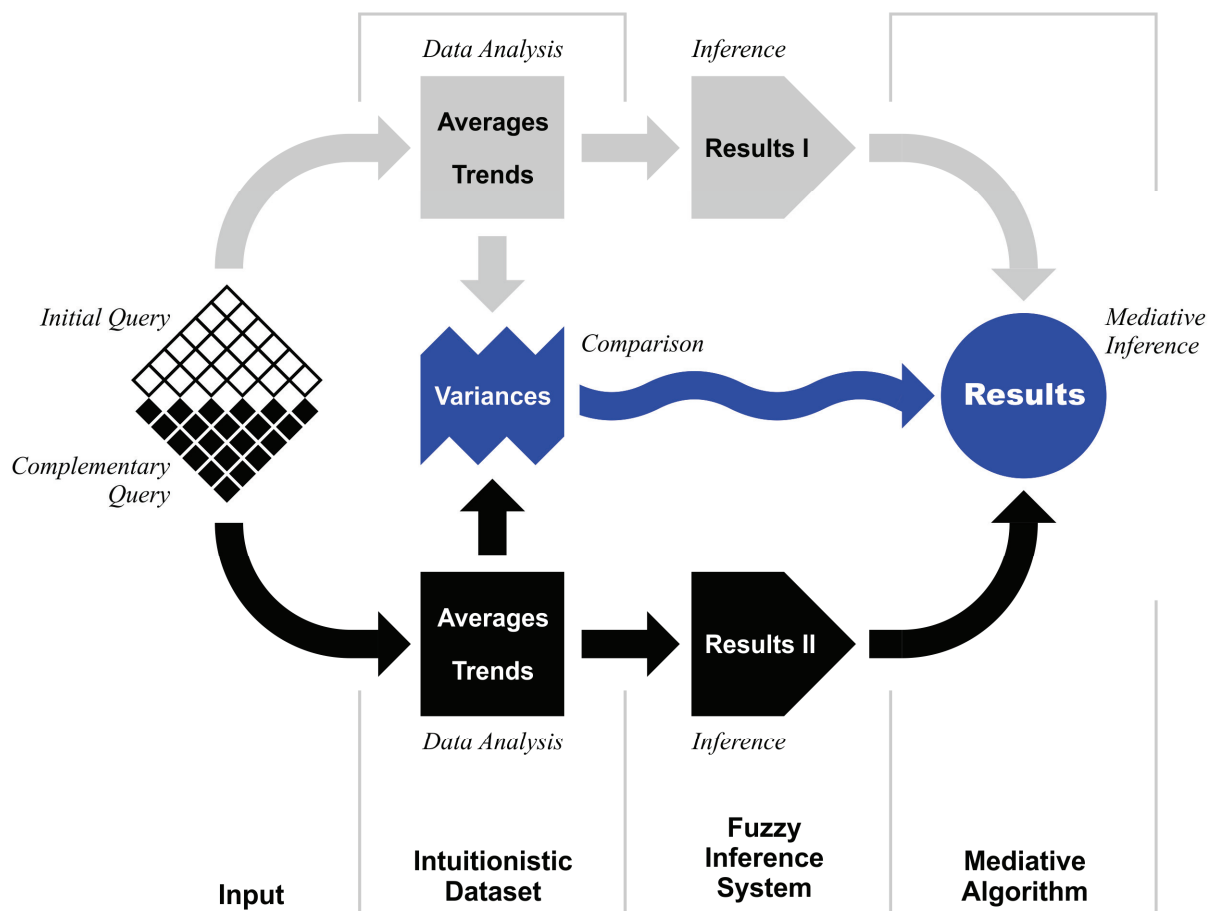 Data Analysis
Inference
Averages
Trends
Results I
Initial Query
Complementary
Query
Variances
Comparison
Results
Mediative
Inference
Averages
Trends
Results II
Data Analysis
Inference
Input
Intuitionistic
Dataset
Fuzzy
Inference
System
Mediative
Algorithm